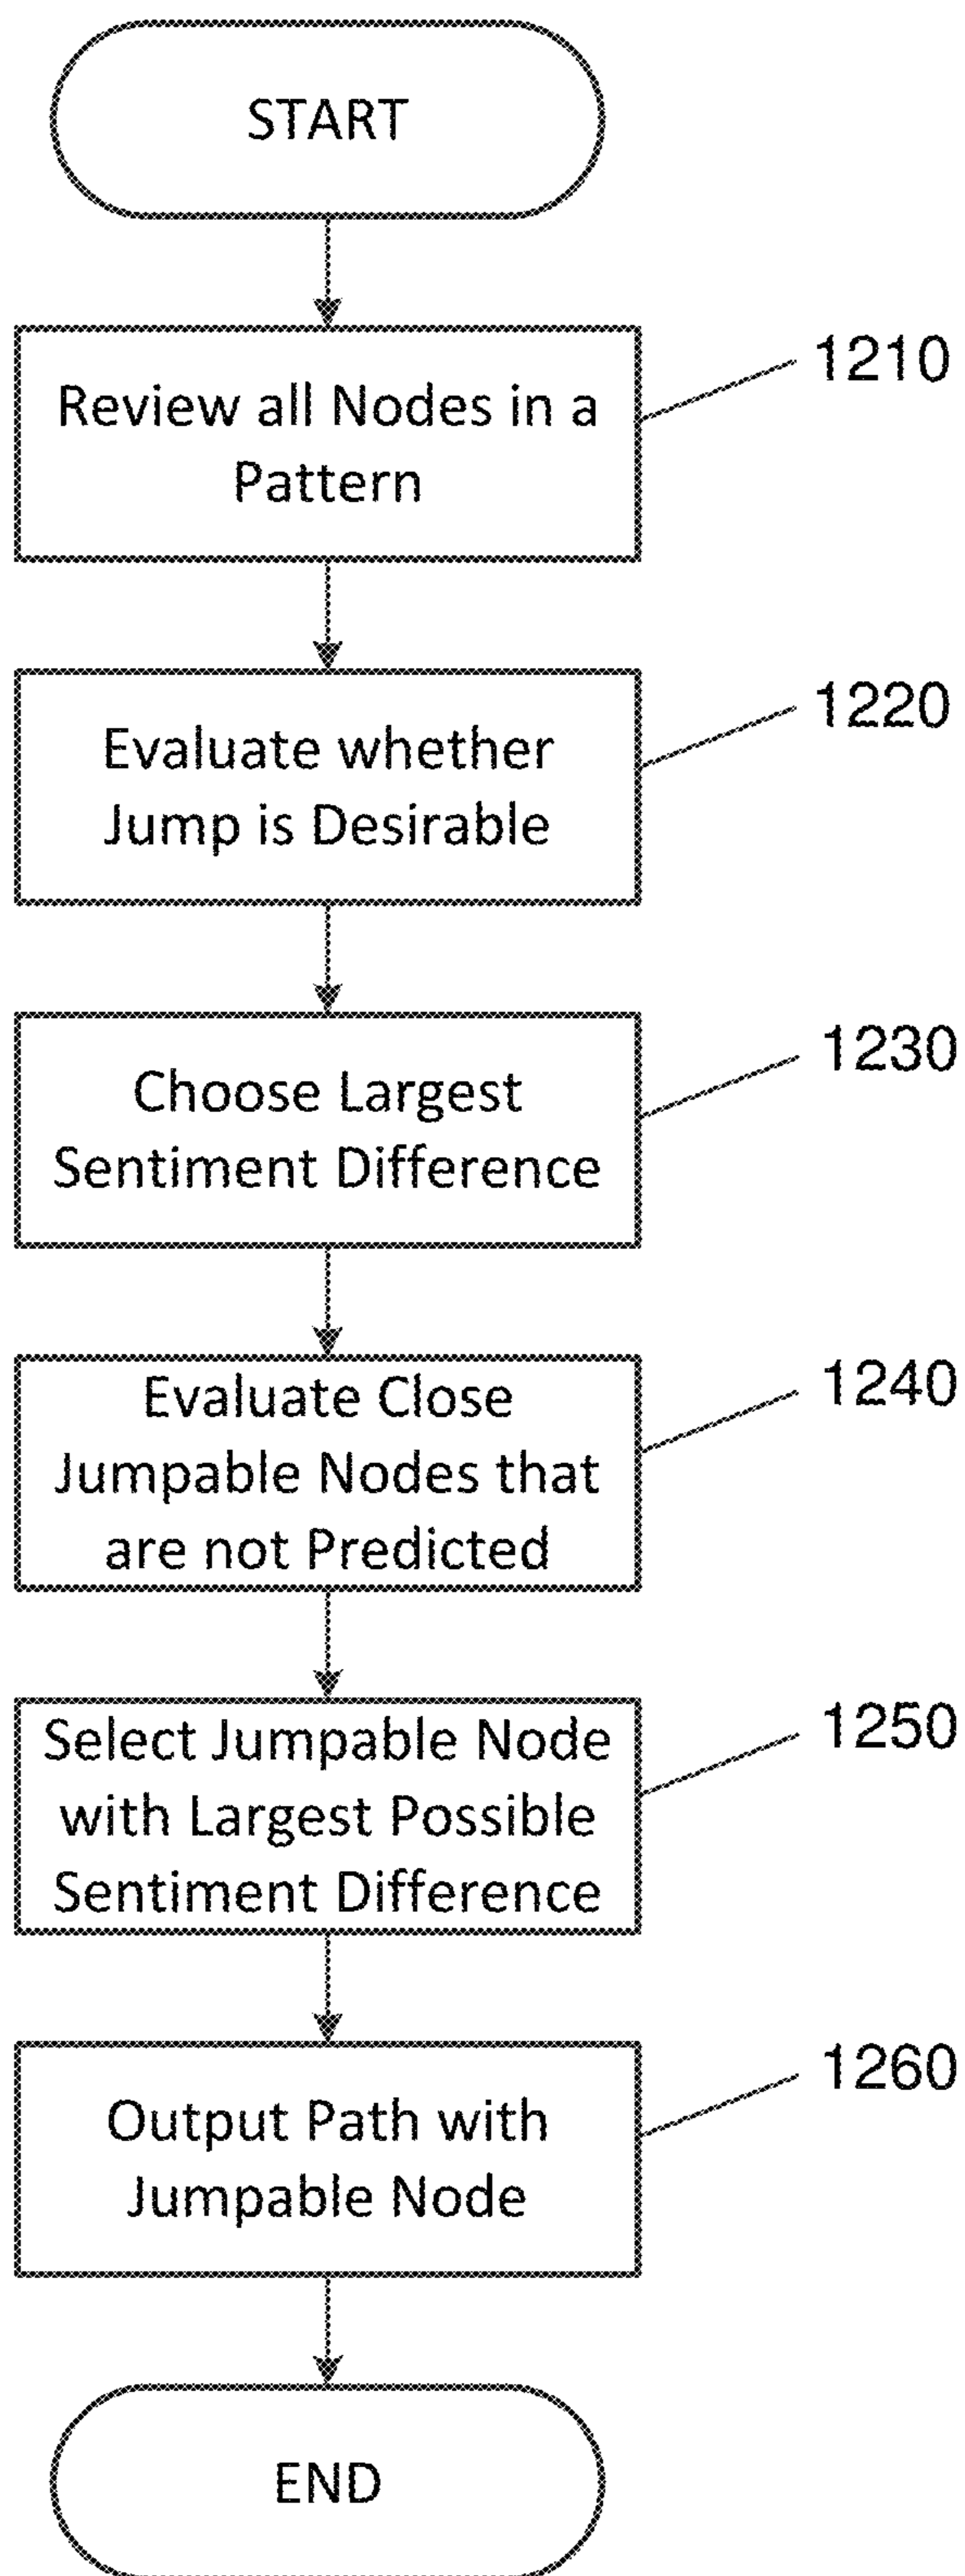 START
Review all Nodes in a
Pattern
1210
Evaluate whether
Jump is Desirable
1220
Choose Largest
Sentiment Difference
1230
Evaluate Close
Jumpable Nodes that
are not Predicted
1240
Select Jumpable Node
with Largest Possible
Sentiment Difference
1250
Output Path with
Jumpable Node
1260
END